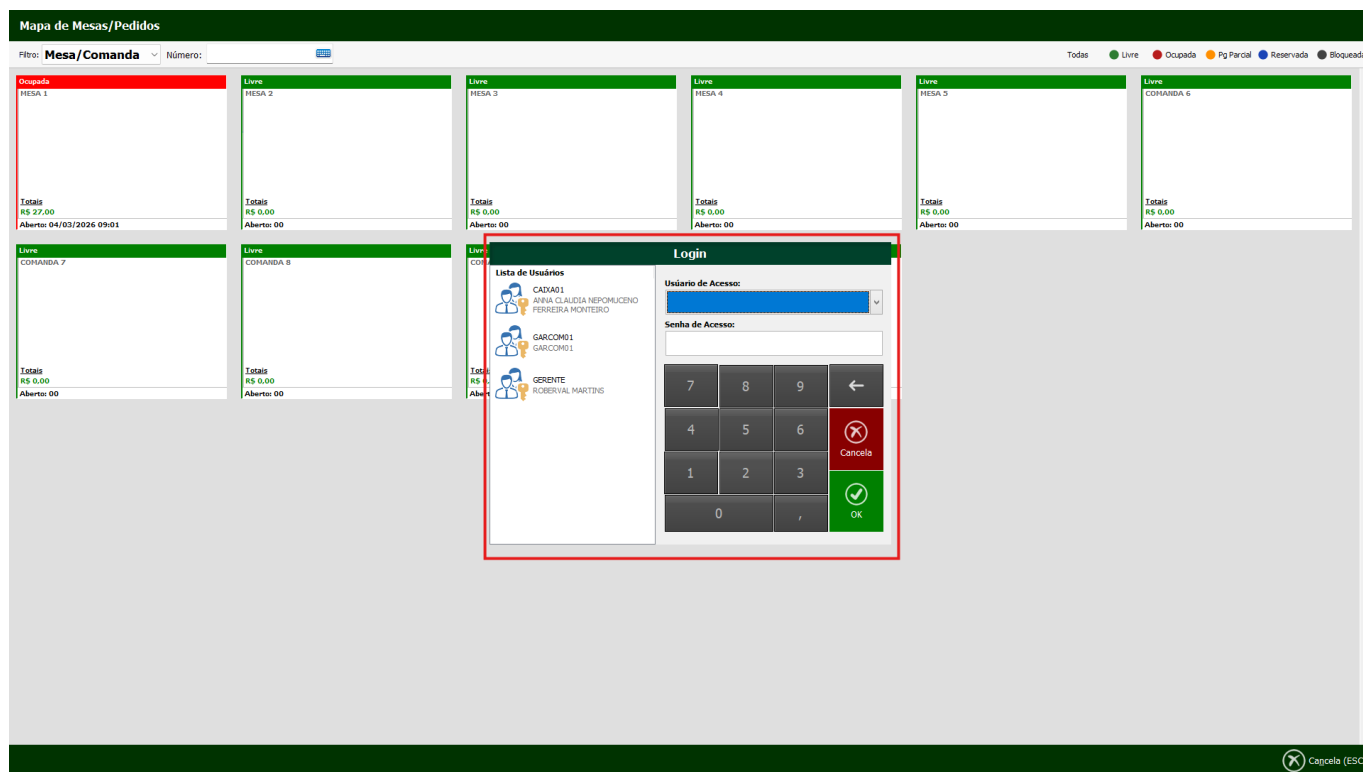 Mapa de Mesas/Pedidos
Filtro: Mesa/Comanda Número:
Todas Livre Ocupada Pg Parcial Reservada Bloqueada
Ocupada
MESA 1
Totais
R$ 27,00
Aberto: 04/03/2026 09:01
Livre
MESA 2
Totais
R$ 0,00
Aberto: 00
Livre
MESA 3
Totais
R$ 0,00
Aberto: 00
Livre
MESA 4
Totais
R$ 0,00
Aberto: 00
Livre
MESA 5
Totais
R$ 0,00
Aberto: 00
Livre
COMANDA 6
Totais
R$ 0,00
Aberto: 00
Livre
COMANDA 7
Totais
R$ 0,00
Aberto: 00
Livre
COMANDA 8
Totais
R$ 0,00
Aberto: 00
Livre
Login
Lista de Usuários
CAIXA01
ANNA CLAUDIA NEPOMUCENO
FERREIRA MONTEIRO
GARCOM01
GARCOM01
GERENTE
ROBERVAL MARTINS
Usúario de Acesso:
Senha de Acesso:
7 8 9
4 5 6
Cancela
1 2 3
0 ,
OK
Cancela (ESC